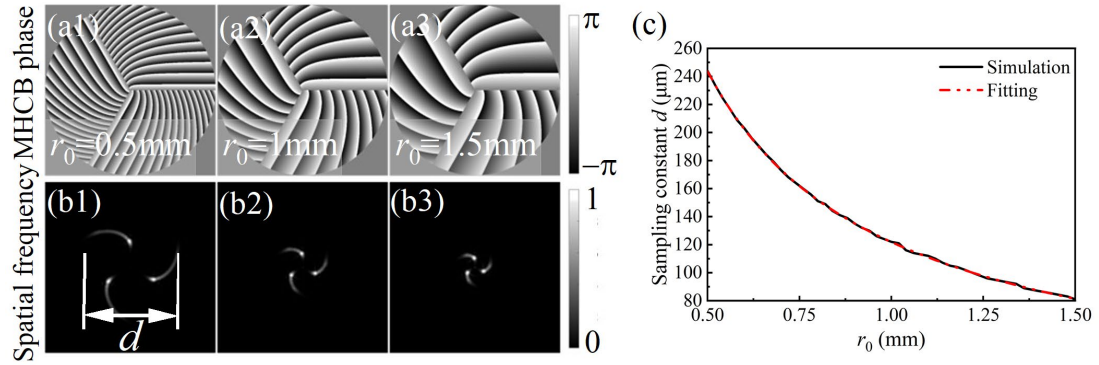 Spatial frequency MHCB phase
(a1)
r₀=0.5mm
(a2)
r₀=1mm
(a3)
r₀=1.5mm
π
−π
(b1)
d
(b2)
(b3)
1
0
(c)
Sampling constant d (μm)
260
240
220
200
180
160
140
120
100
80
Simulation
Fitting
0.50
0.75
1.00
1.25
1.50
r₀ (mm)